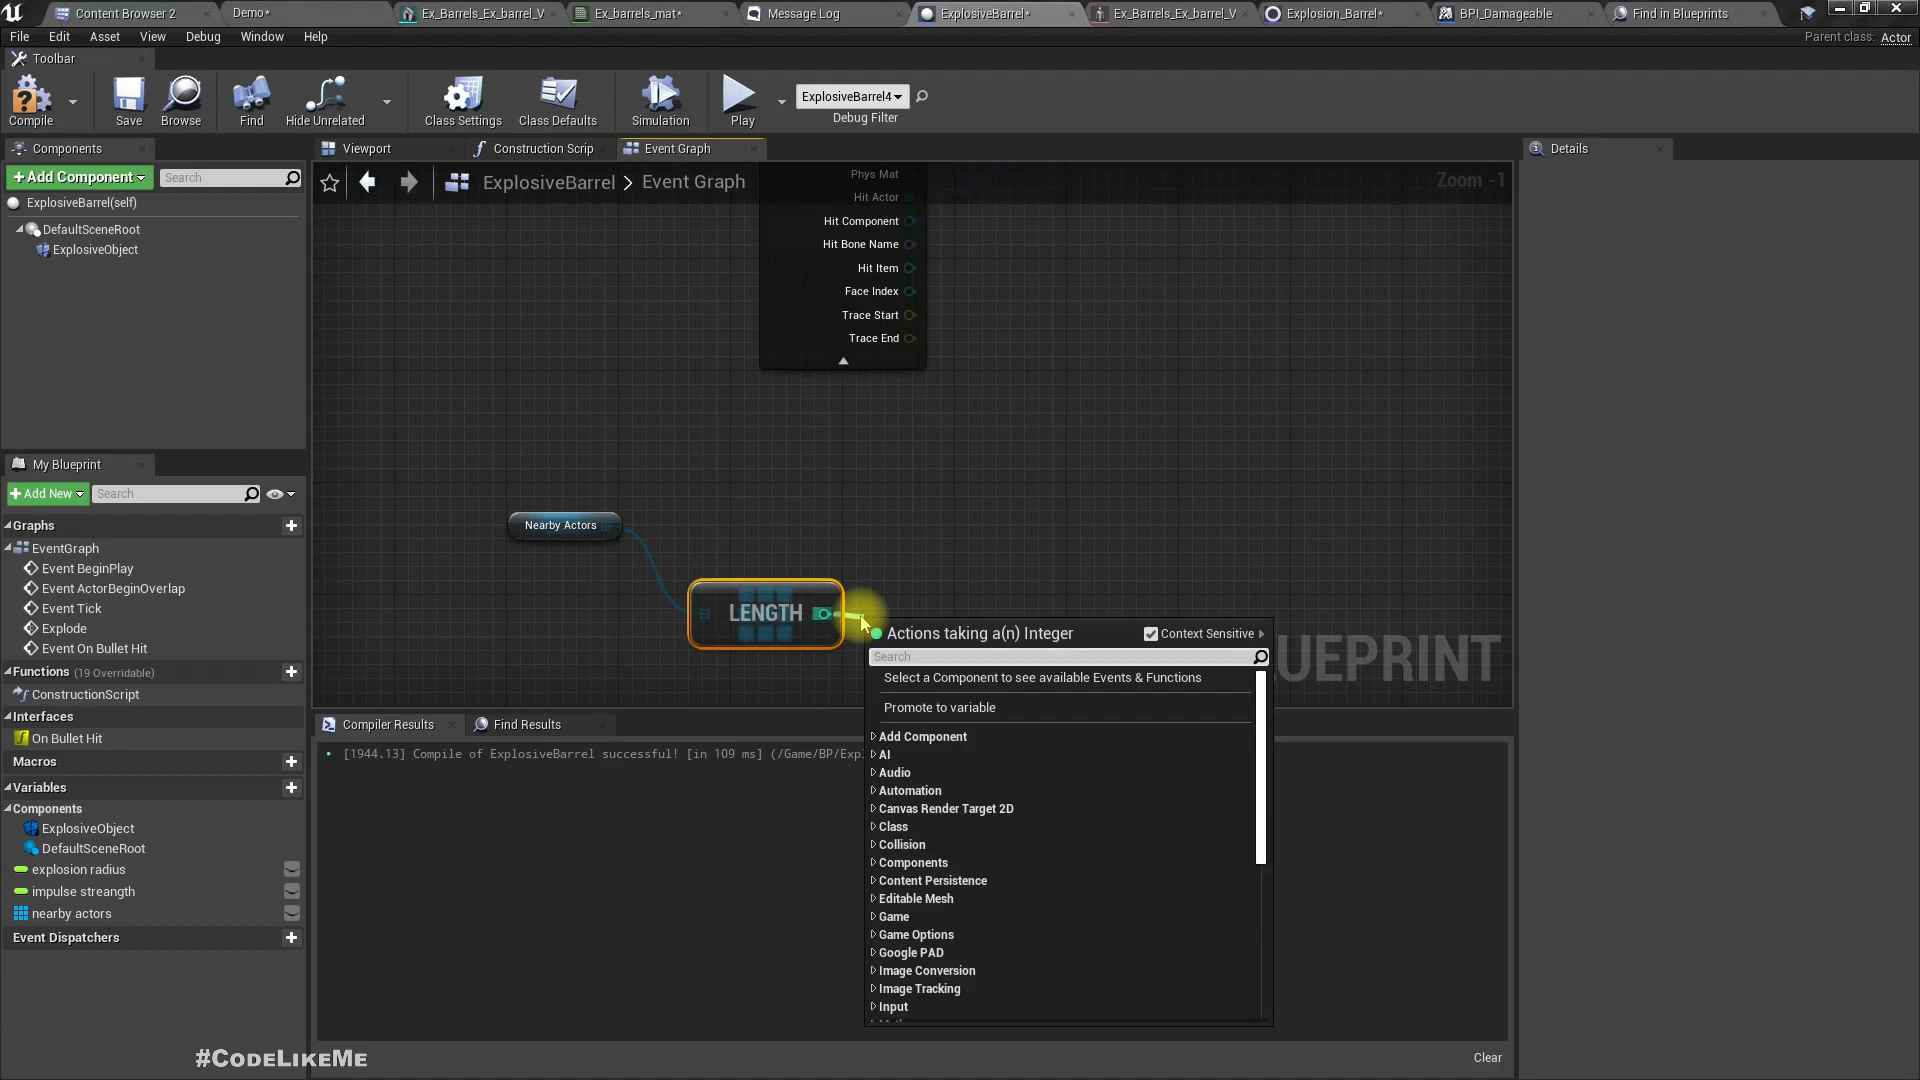 Content Browser 2
Demo*
Ex_Barrels_Ex_barrel_V
Ex_barrels_mat*
Message Log
ExplosiveBarrel*
Ex_Barrels_Ex_barrel_V
Explosion_Barrel*
BPI_Damageable
Find in Blueprints
File Edit Asset View Debug Window Help
Parent class: Actor
Toolbar
Compile
Save
Browse
Find
Hide Unrelated
Class Settings
Class Defaults
Simulation
Play
ExplosiveBarrel4
Debug Filter
Components
Viewport
Construction Scrip
Event Graph
Details
+Add Component
Search
ExplosiveBarrel > Event Graph
Zoom -1
ExplosiveBarrel(self)
DefaultSceneRoot
ExplosiveObject
Phys Mat
Hit Actor
Hit Component
Hit Bone Name
Hit Item
Face Index
Trace Start
Trace End
My Blueprint
+Add New
Search
Graphs
EventGraph
Event BeginPlay
Event ActorBeginOverlap
Event Tick
Explode
Event On Bullet Hit
Functions (19 Overridable)
ConstructionScript
Interfaces
On Bullet Hit
Macros
Variables
Components
ExplosiveObject
DefaultSceneRoot
explosion radius
impulse streangth
nearby actors
Event Dispatchers
Nearby Actors
LENGTH
UEPRINT
Actions taking a(n) Integer
Context Sensitive
Search
Select a Component to see available Events & Functions
Promote to variable
Add Component
AI
Audio
Automation
Canvas Render Target 2D
Class
Collision
Components
Content Persistence
Editable Mesh
Game
Game Options
Google PAD
Image Conversion
Image Tracking
Input
Compiler Results
Find Results
[1944.13] Compile of ExplosiveBarrel successful! [in 109 ms] (/Game/BP/Expl
Clear
#CodeLikeMe